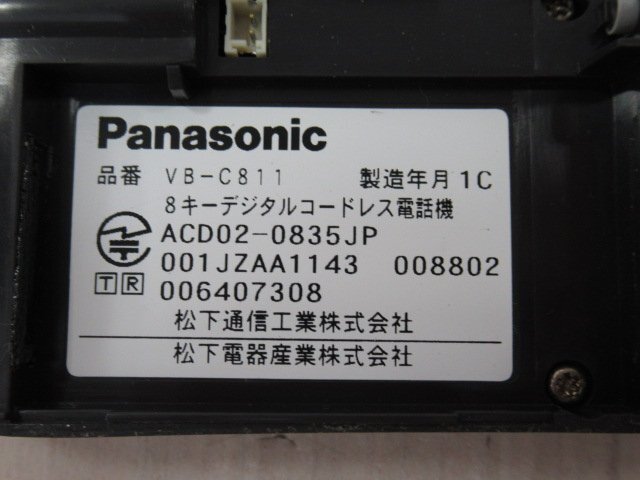 Panasonic
品番 VB-C811 製造年月 1C
8キーデジタルコードレス電話機
ACD02-0835JP
001JZAA1143 008802
T R 006407308
松下通信工業株式会社
松下電器産業株式会社